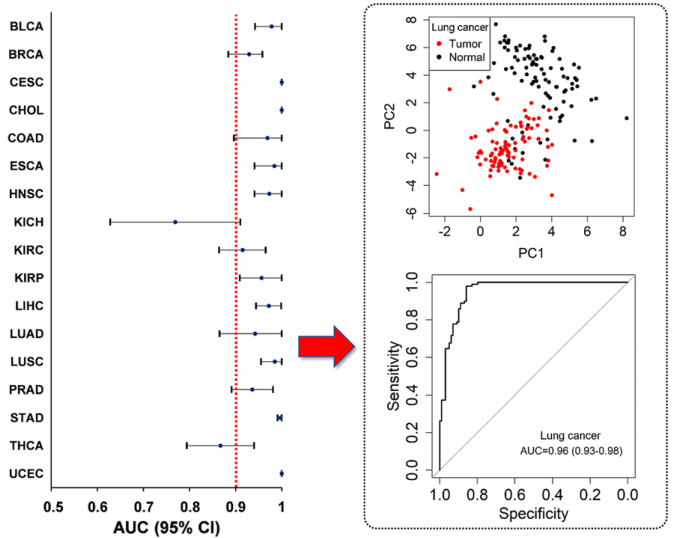 BLCA
BRCA
CESC
CHOL
COAD
ESCA
HNSC
KICH
KIRC
KIRP
LIHC
LUAD
LUSC
PRAD
STAD
THCA
UCEC
0.5 0.6 0.7 0.8 0.9 1
AUC (95% CI)
Lung cancer
Tumor
Normal
PC2
8
6
4
2
0
-2
-4
-6
-2 0 2 4 6 8
PC1
Sensitivity
1.0
0.8
0.6
0.4
0.2
0.0
Lung cancer
AUC=0.96 (0.93-0.98)
1.0 0.8 0.6 0.4 0.2 0.0
Specificity